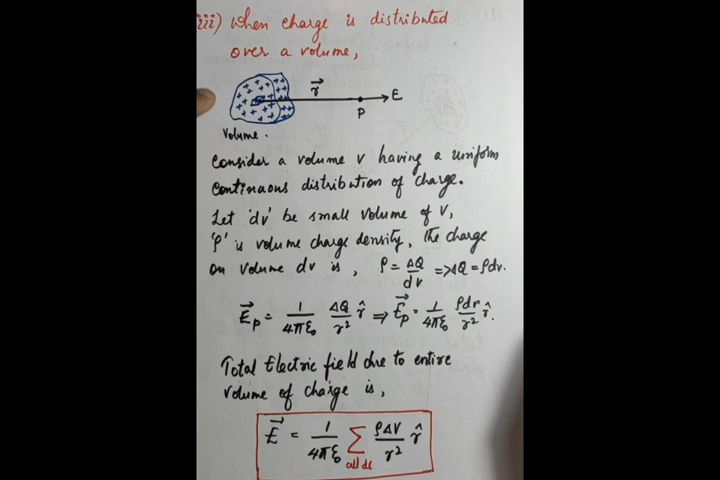 iii) When charge is distributed
over a volume,
r⃗
E
P
Volume.
Consider a volume V having a uniform
continuous distribution of charge.
Let 'dv' be small volume of V,
'ρ' is volume charge density, the charge
on volume dv is, ρ = ΔQ/dv => ΔQ = ρdv.
E⃗p = 1/4πε₀ ΔQ/r² r̂ ⇒ E⃗p = 1/4πε₀ ρdv/r² r̂.
Total Electric field due to entire
volume of charge is,
E⃗ = 1/4πε₀ Σ ρΔV/r² r̂